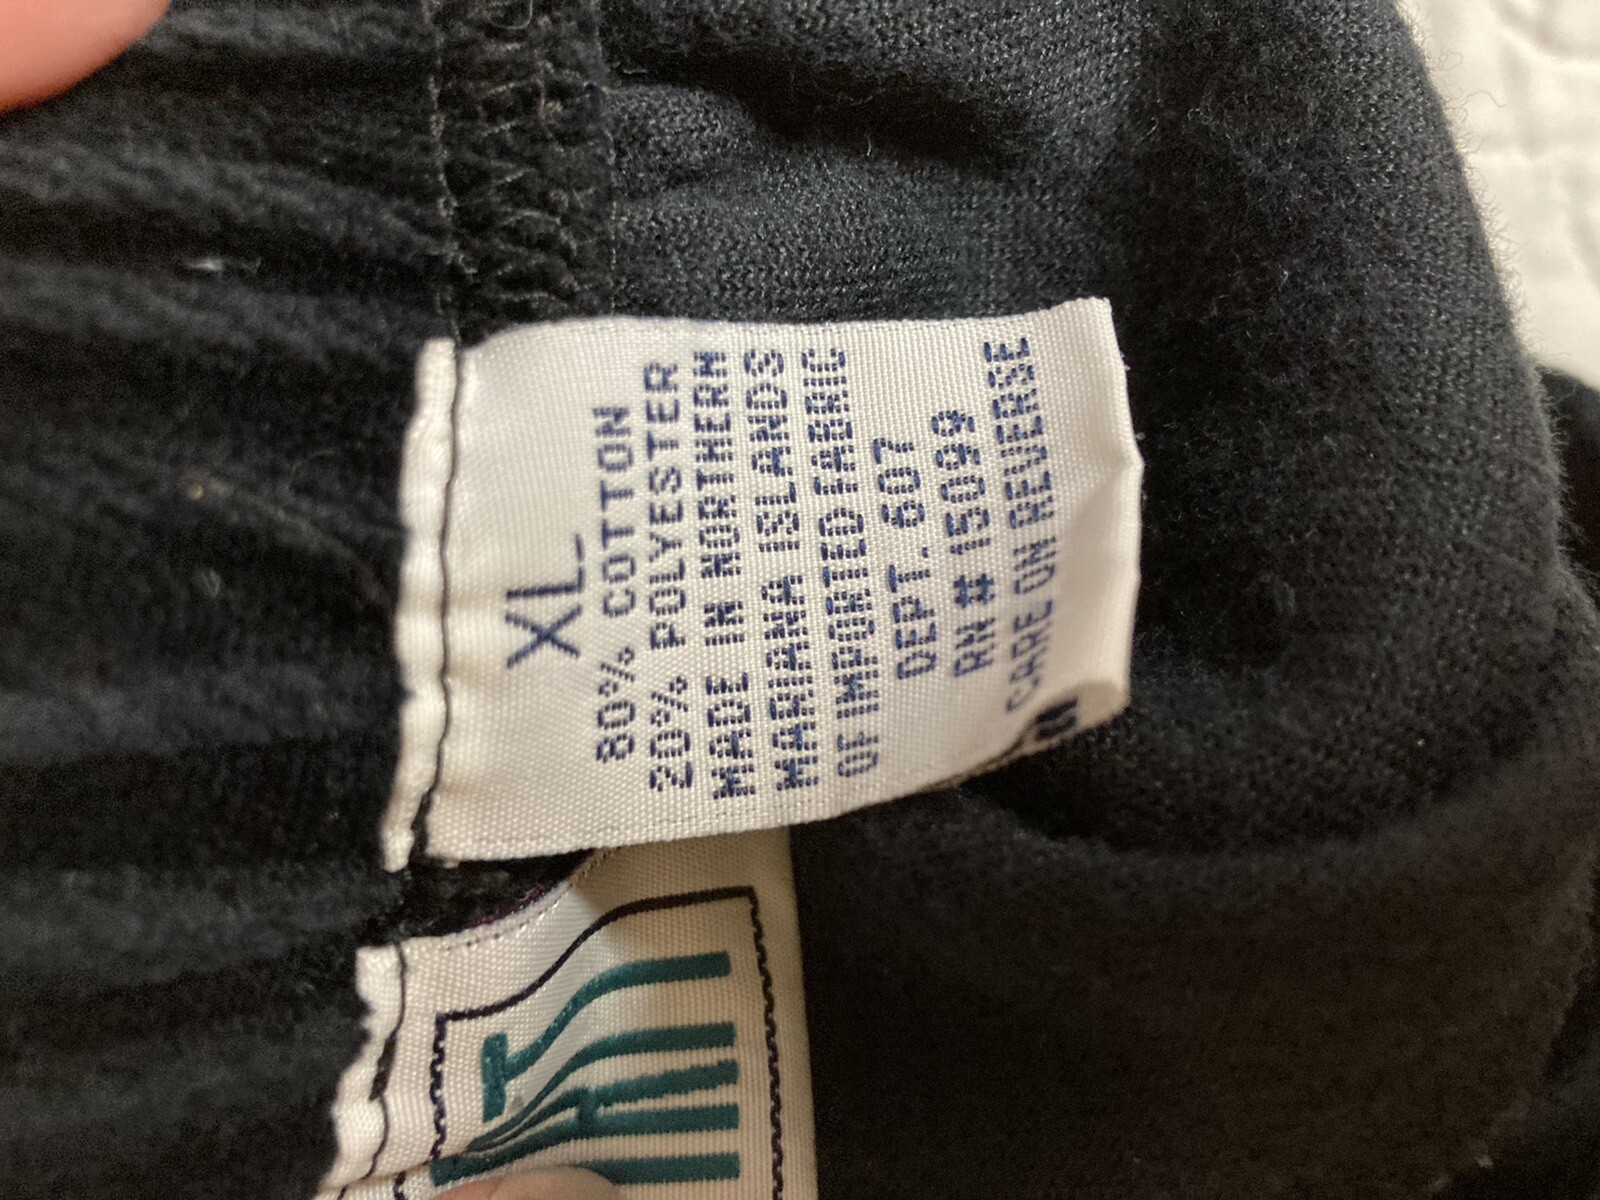 XL
80% COTTON
20% POLYESTER
MADE IN NORTHERN
MARIANA ISLANDS
OF IMPORTED FABRIC
DEPT. 607
RN # 15099
CARE ON REVERSE